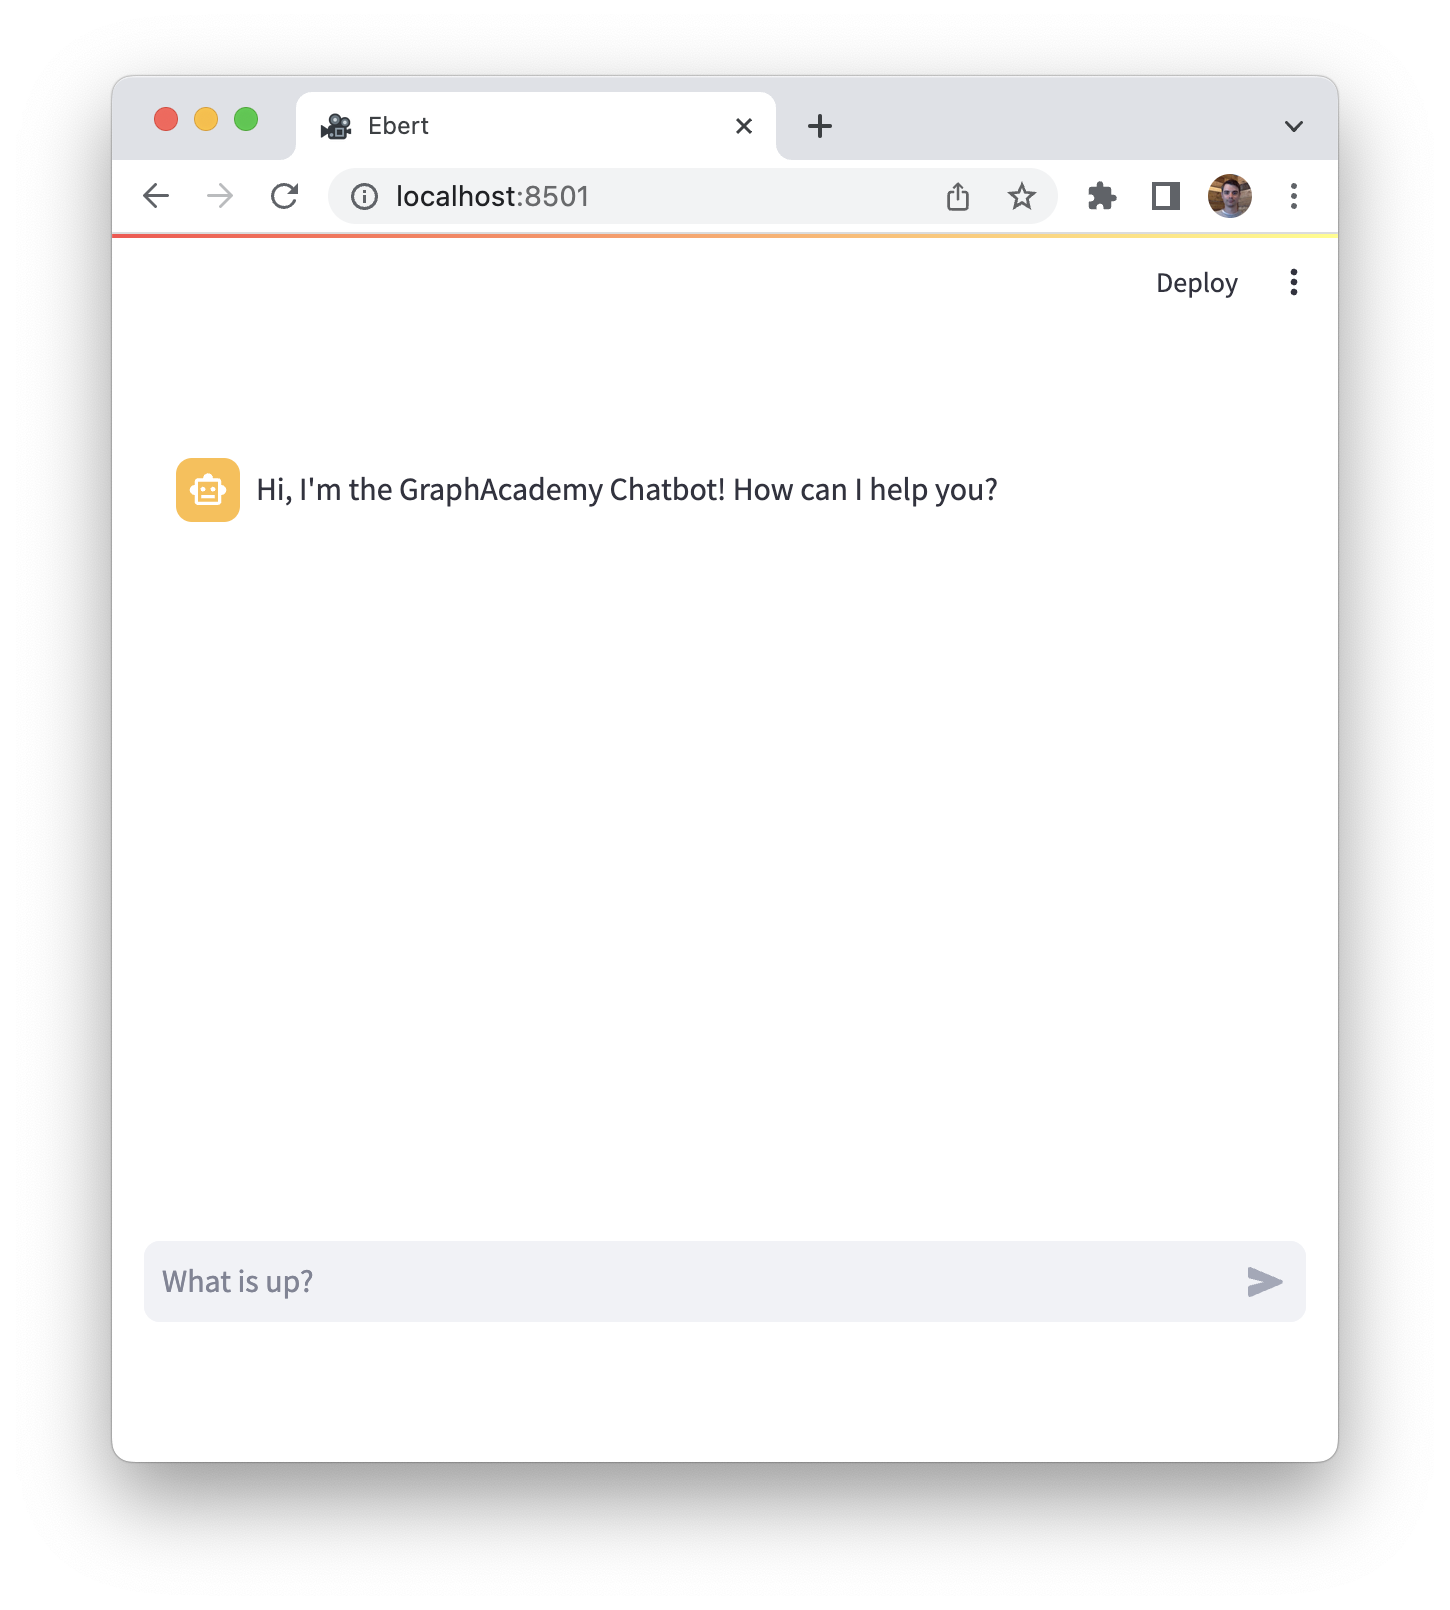 Ebert
localhost:8501
Deploy
Hi, I'm the GraphAcademy Chatbot! How can I help you?
What is up?